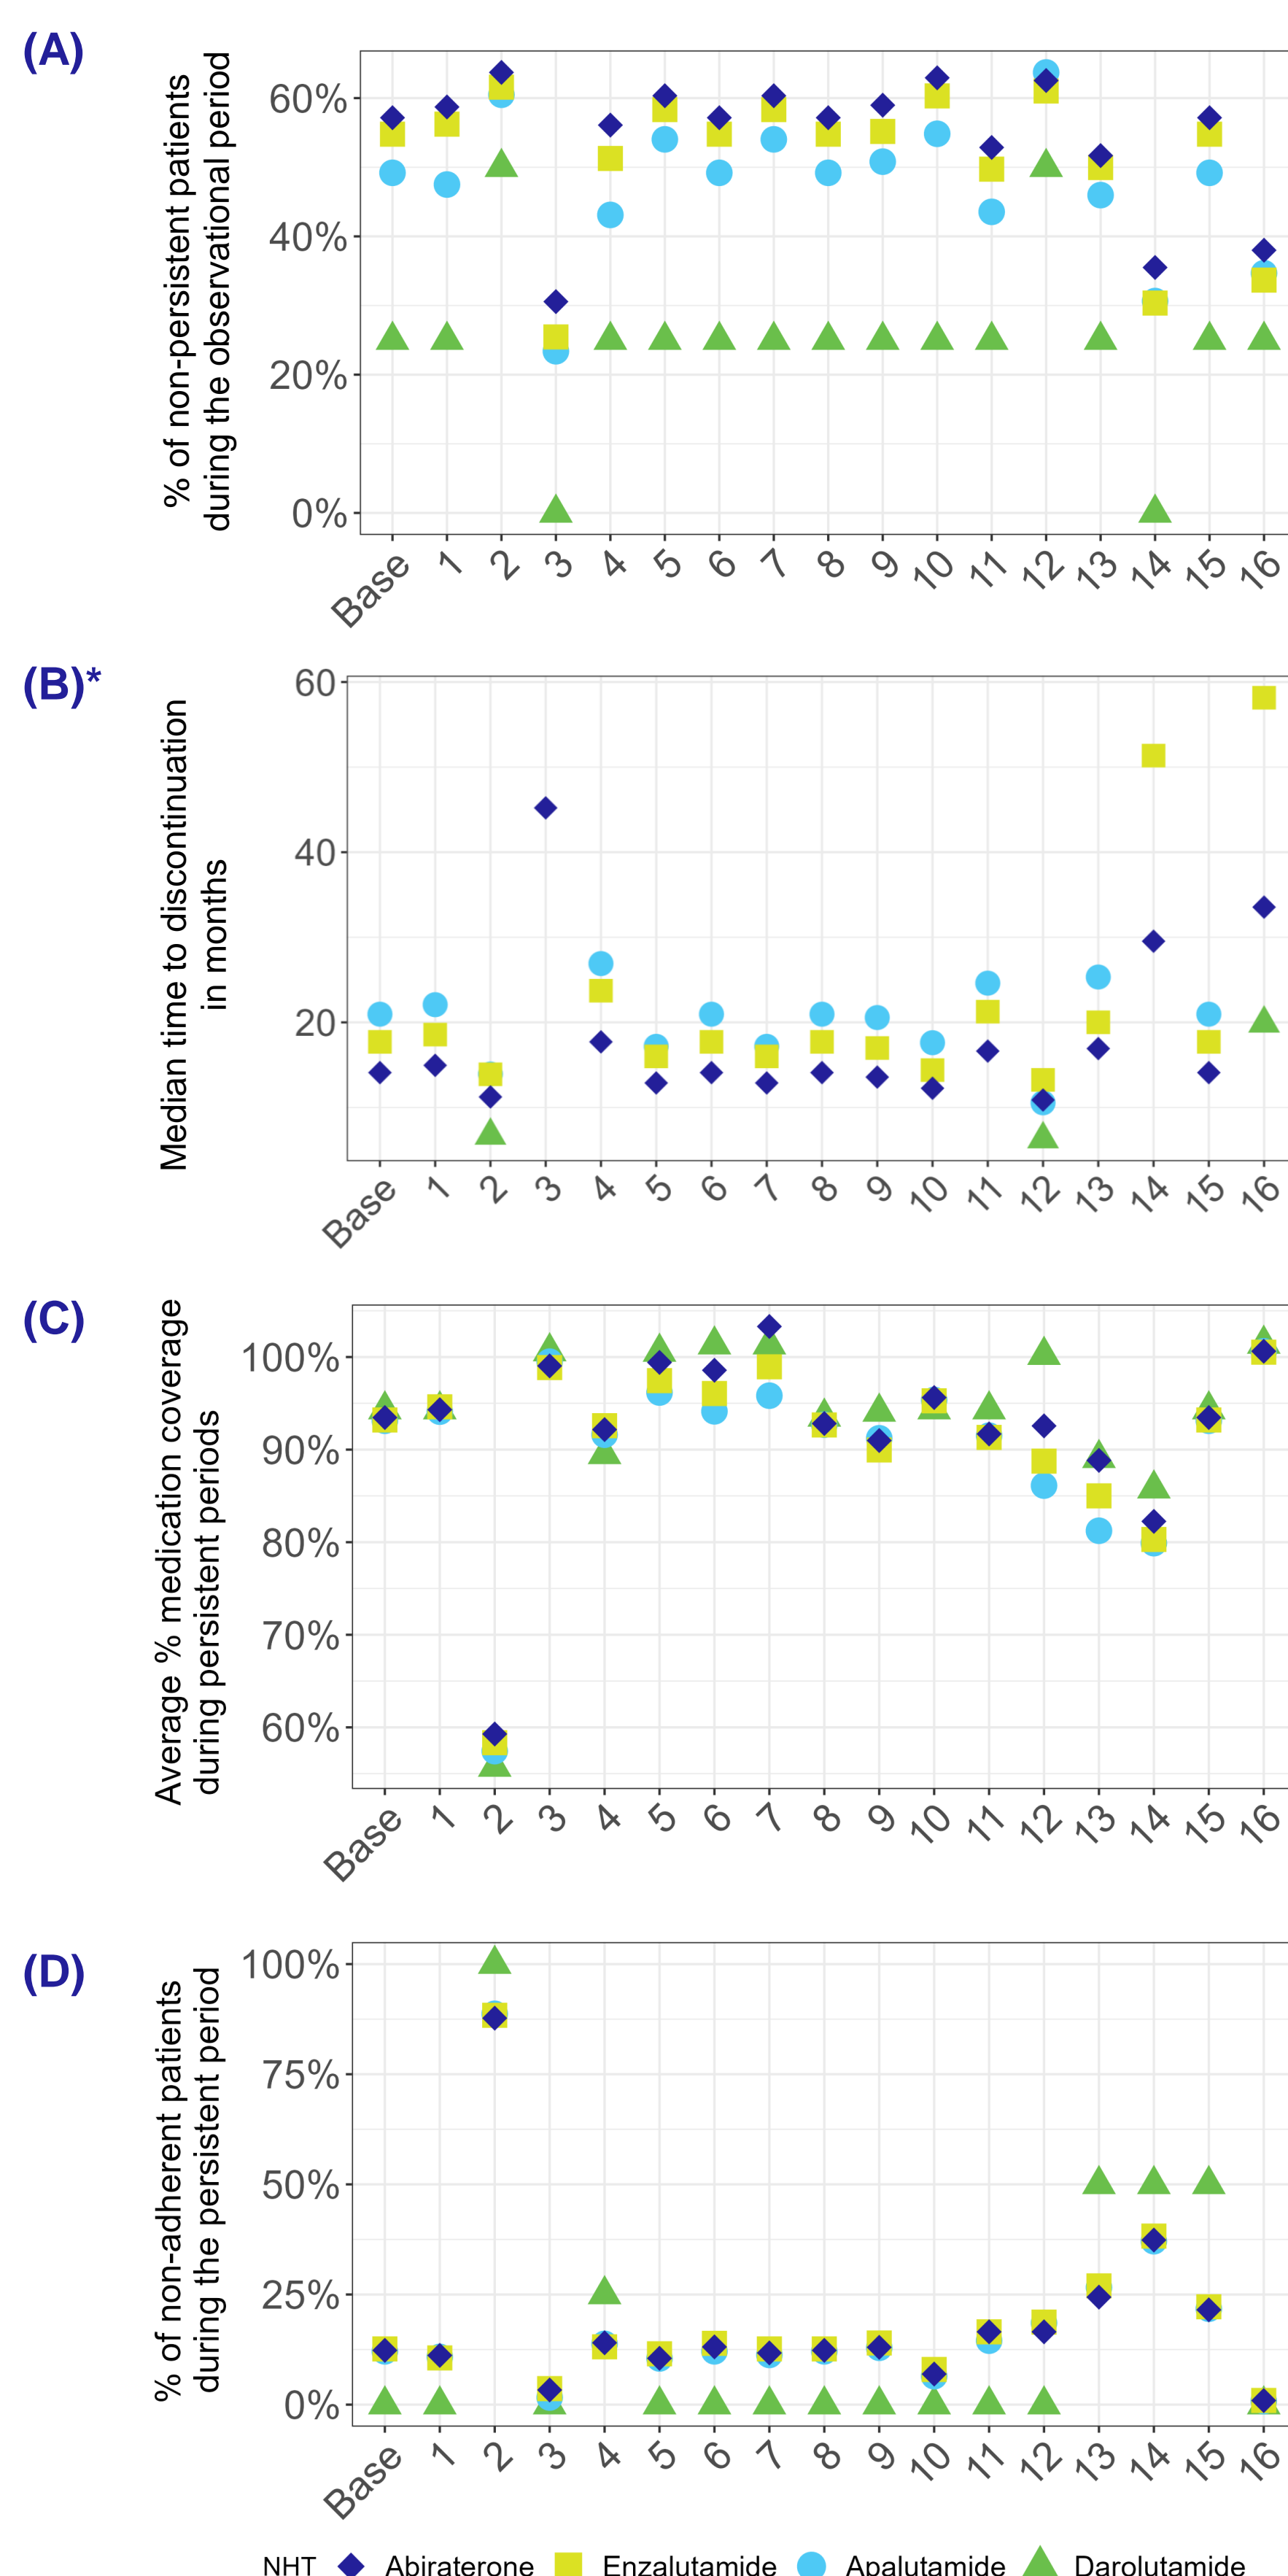 (A)
% of non-persistent patients
during the observational period
60%
40%
20%
0%
Base 1 2 3 4 5 6 7 8 9 10 11 12 13 14 15 16
(B)*
Median time to discontinuation
in months
60
40
20
Base 1 2 3 4 5 6 7 8 9 10 11 12 13 14 15 16
(C)
Average % medication coverage
during persistent periods
100%
90%
80%
70%
60%
Base 1 2 3 4 5 6 7 8 9 10 11 12 13 14 15 16
(D)
% of non-adherent patients
during the persistent period
100%
75%
50%
25%
0%
Base 1 2 3 4 5 6 7 8 9 10 11 12 13 14 15 16
NHT Abiraterone Enzalutamide Apalutamide Darolutamide